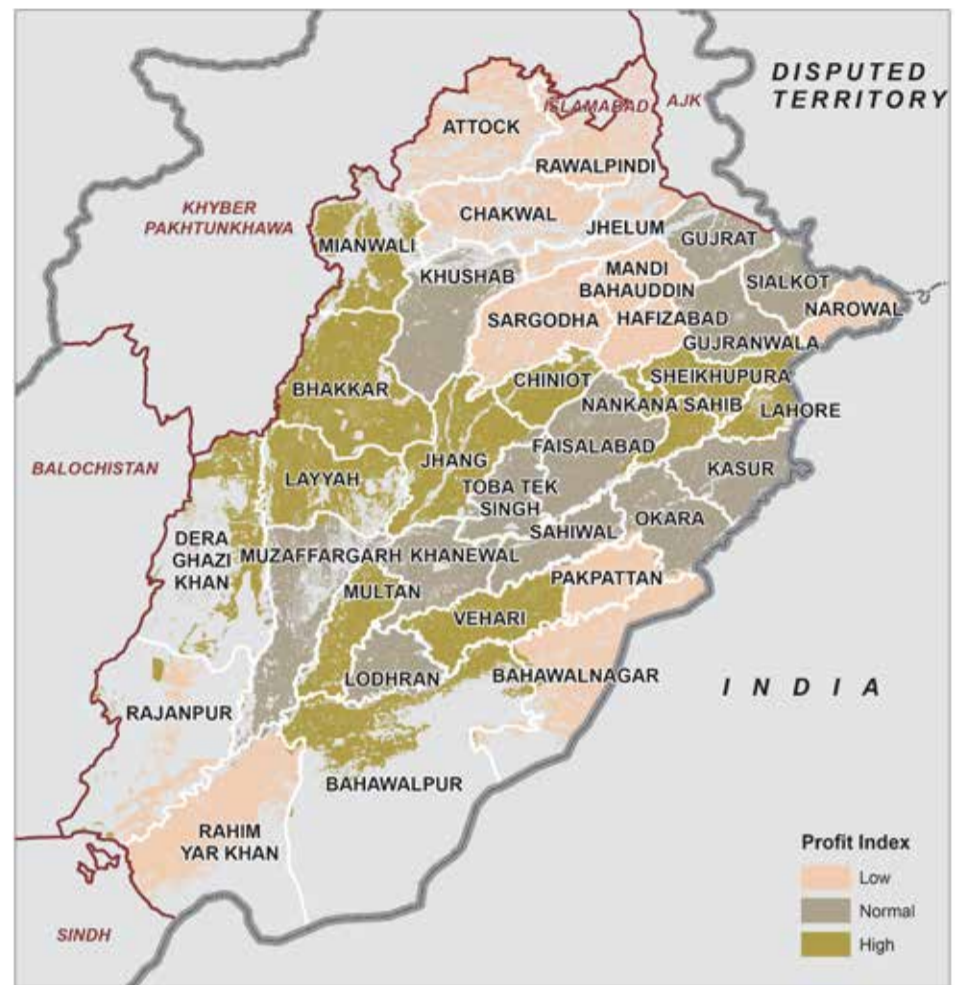 DISPUTED
TERRITORY
ISLAMABAD
AJK
ATTOCK
RAWALPINDI
KHYBER
PAKHTUNKHAWA
CHAKWAL
JHELUM
MIANWALI
GUJRAT
KHUSHAB
MANDI
BAHAUDDIN
SIALKOT
NAROWAL
SARGODHA
HAFIZABAD
GUJRANWALA
BHAKKAR
CHINIOT
SHEIKHUPURA
NANKANA SAHIB
LAHORE
FAISALABAD
BALOCHISTAN
LAYYAH
JHANG
KASUR
TOBA TEK
SINGH
SAHIWAL
OKARA
DERA
GHAZI
KHAN
MUZAFFARGARH
KHANEWAL
MULTAN
PAKPATTAN
VEHARI
LODHRAN
BAHAWALNAGAR
INDIA
RAJANPUR
BAHAWALPUR
RAHIM
YAR KHAN
SINDH
Profit Index
Low
Normal
High